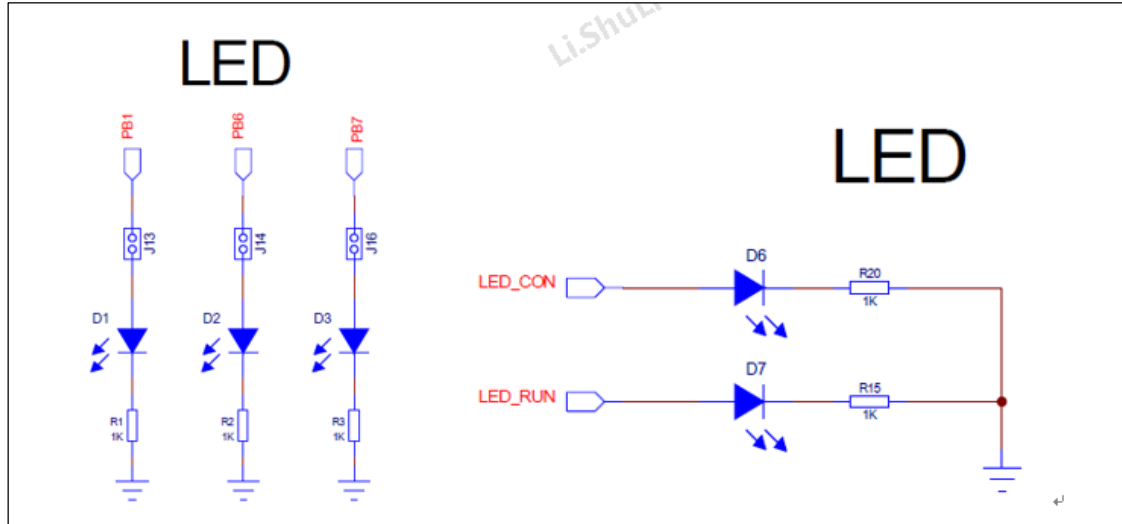 LED
PB1
PB6
PB7
J13
J14
J16
D1
D2
D3
R1
1K
R2
1K
R3
1K
LED
LED_CON
D6
R20
1K
LED_RUN
D7
R15
1K